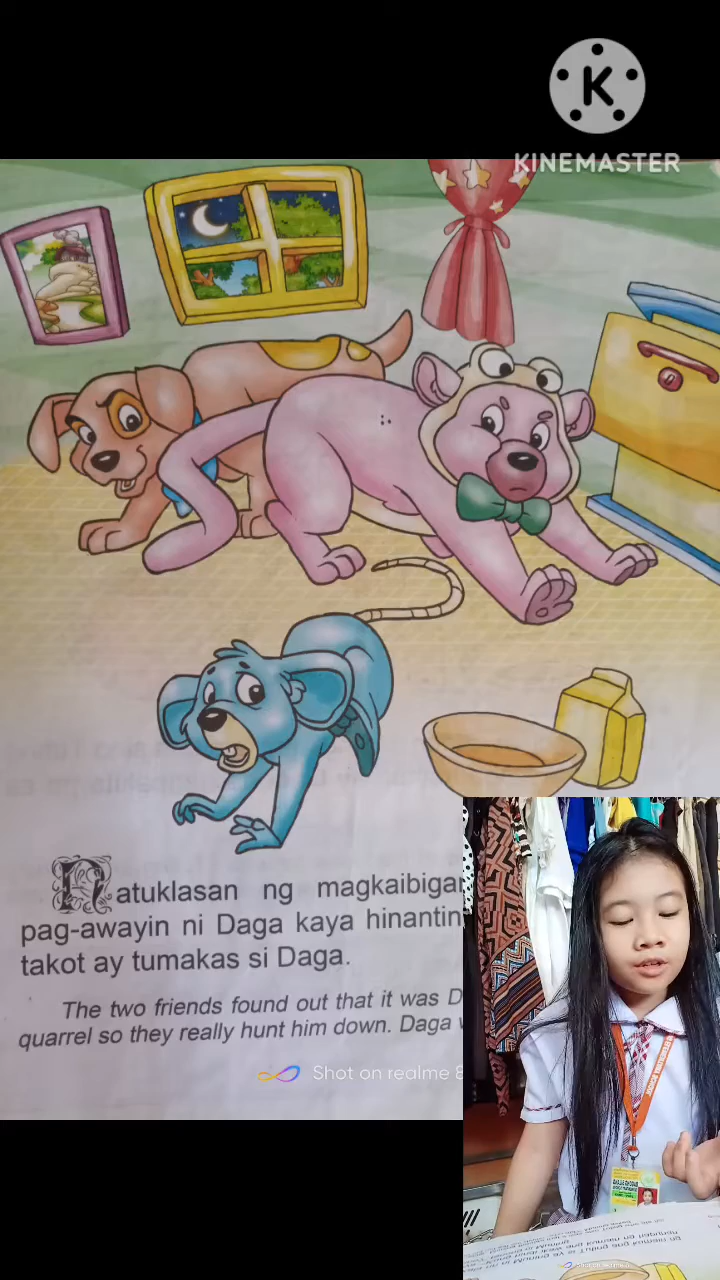 KINEMASTER
Natuklasan ng magkaibigan
pag-awayin ni Daga kaya hinantin
takot ay tumakas si Daga.
The two friends found out that it was D
quarrel so they really hunt him down. Daga
Shot on realme 8